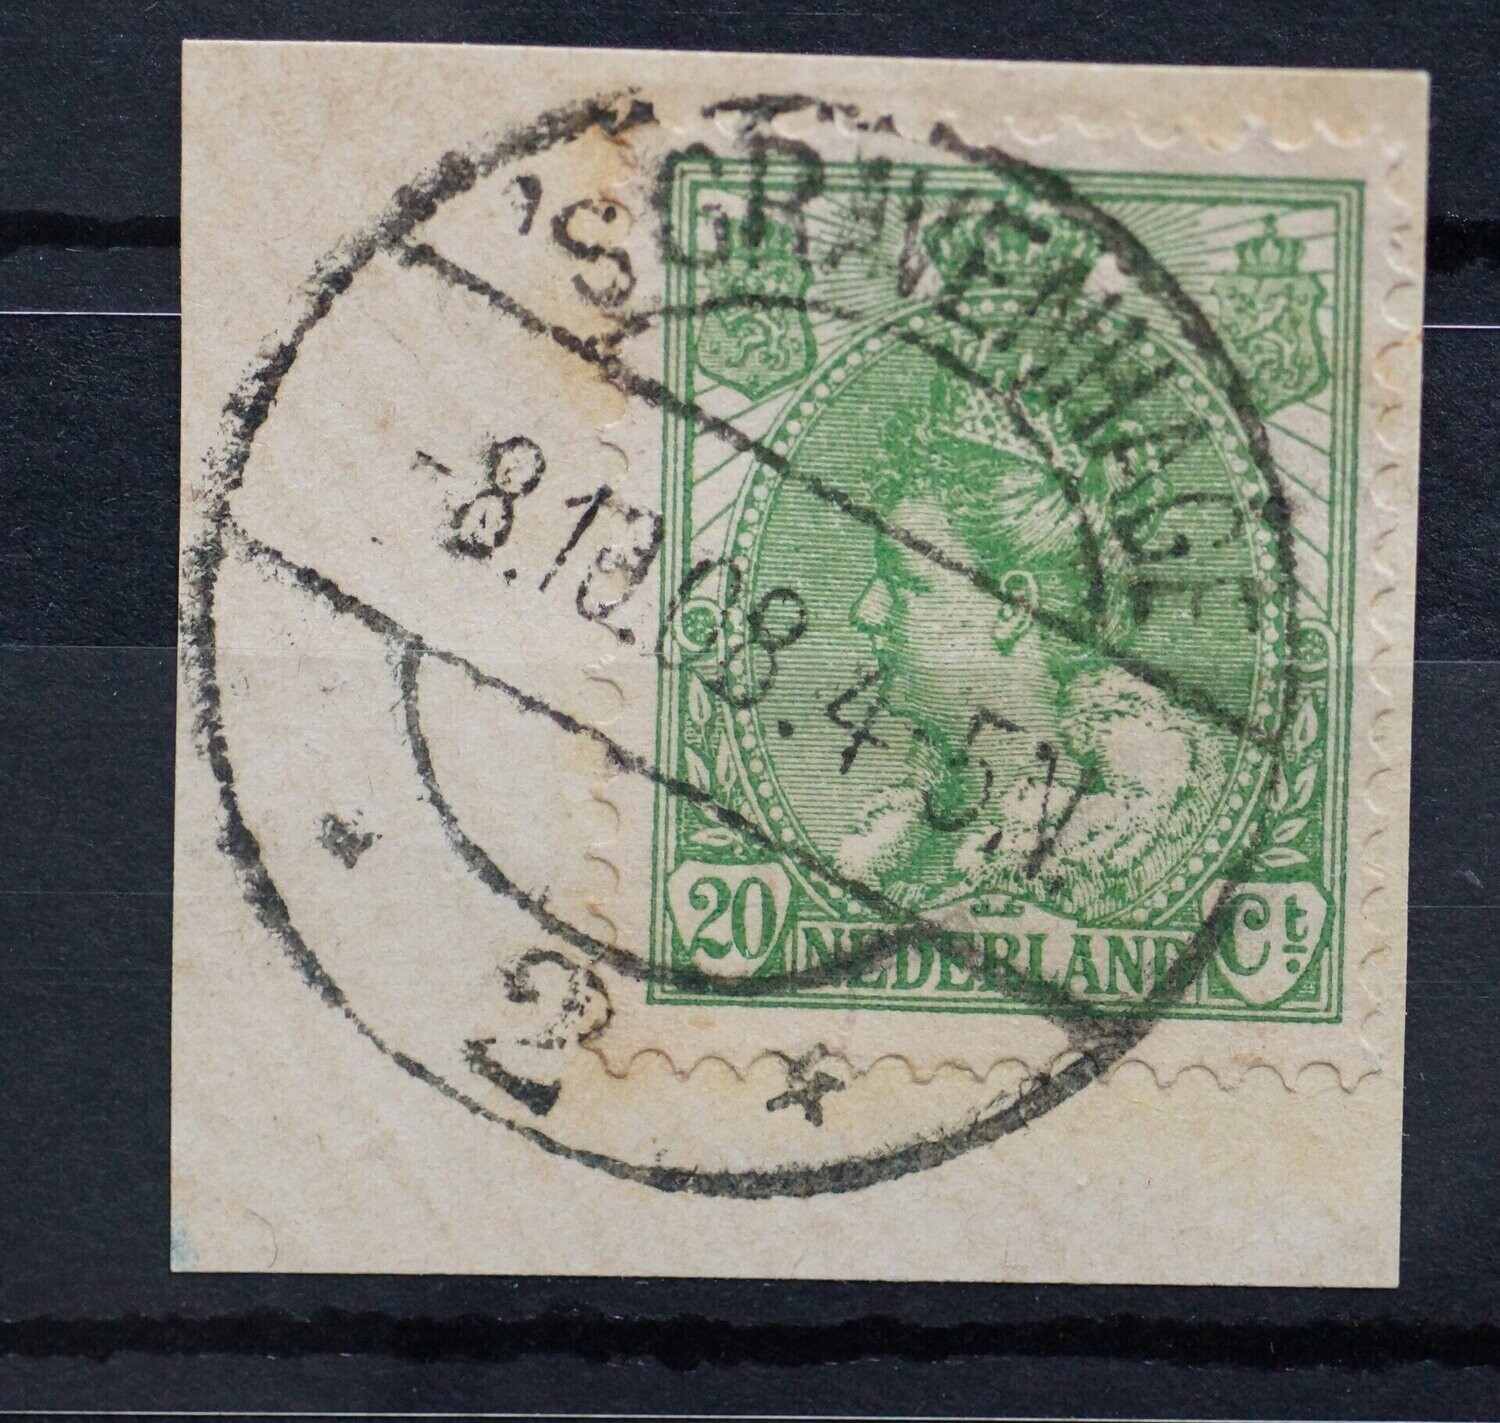 'S GRAVENHAGE
-8.12.08. 4-5 N.
2
20 NEDERLAND Ct.